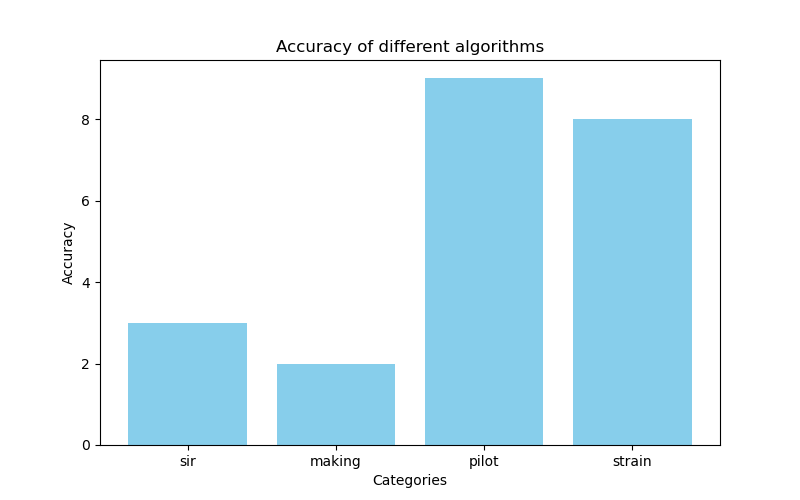 Accuracy of different algorithms
Accuracy
8
6
4
2
0
sir making pilot strain
Categories